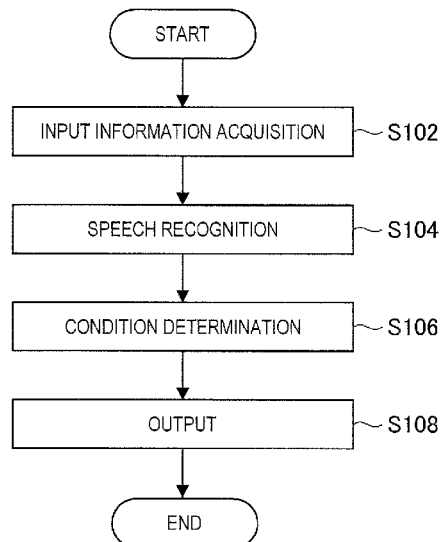 START
INPUT INFORMATION ACQUISITION S102
SPEECH RECOGNITION S104
CONDITION DETERMINATION S106
OUTPUT S108
END